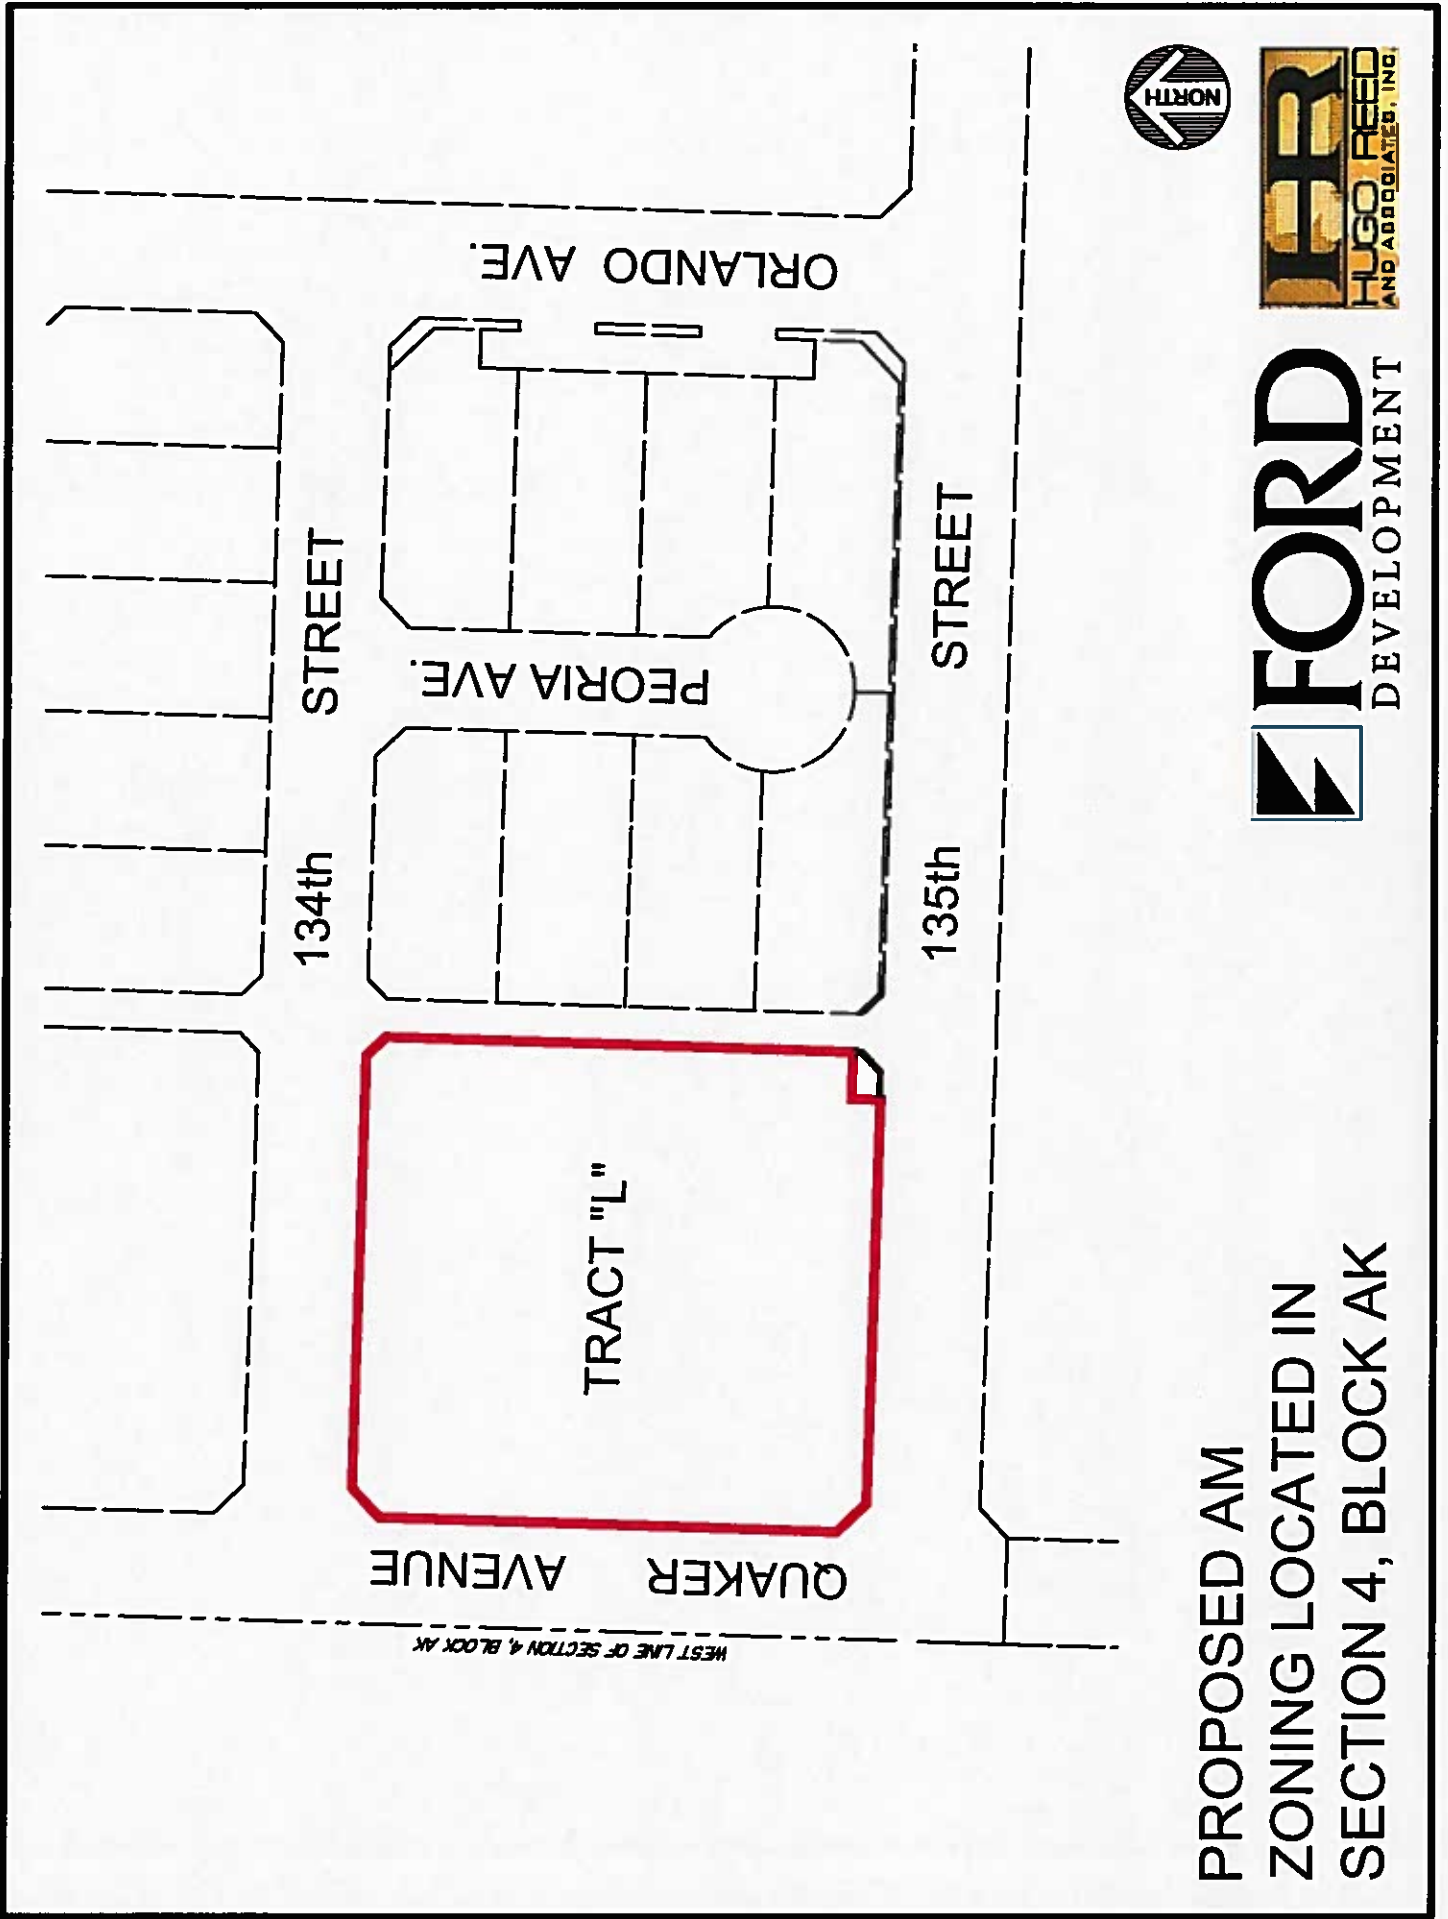 134th STREET
TRACT "L"
PEORIA AVE.
ORLANDO AVE.
QUAKER AVENUE
WEST LINE OF SECTION 4, BLOCK AK
135th STREET
PROPOSED AM
ZONING LOCATED IN
SECTION 4, BLOCK AK
FORD
DEVELOPMENT
NORTH
HR
HUGO REED
AND ASSOCIATES, INC.